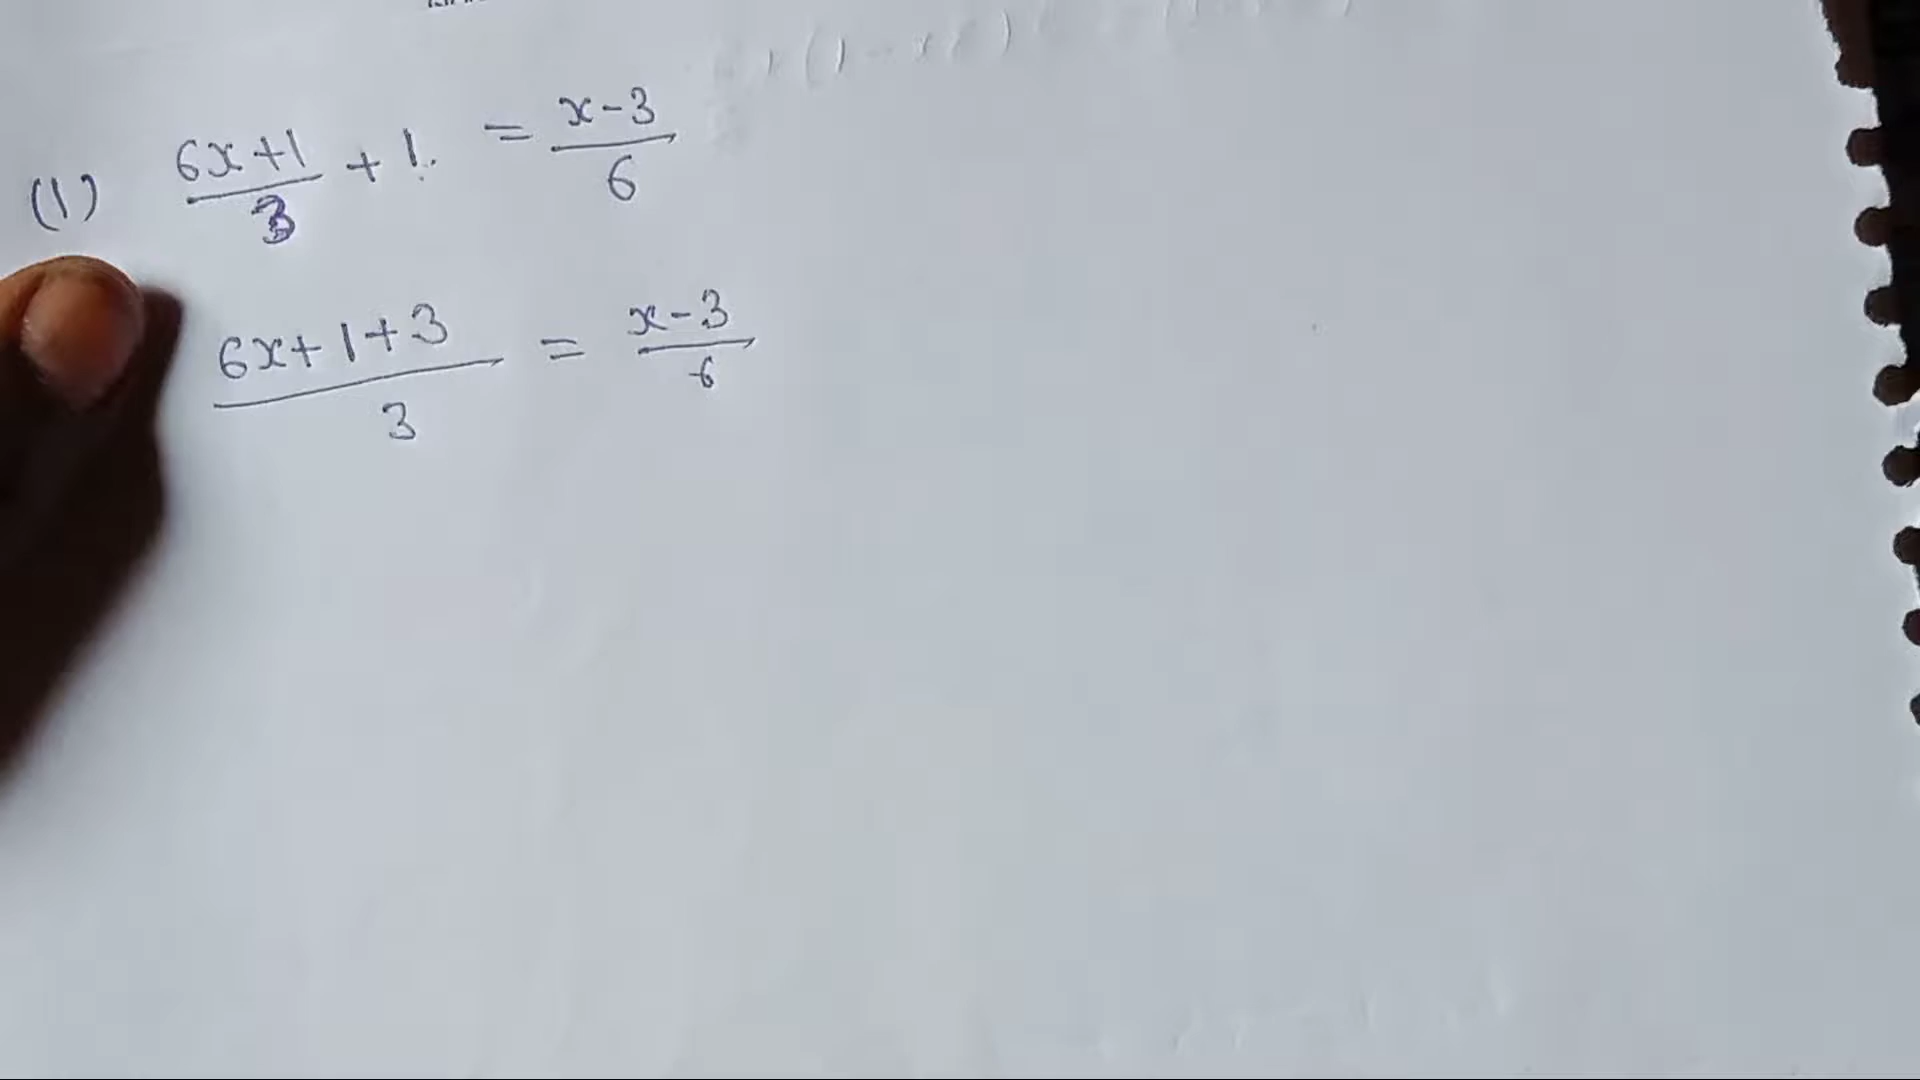 (1) (6x+1)/3 + 1 = (x-3)/6
(6x+1+3)/3 = (x-3)/6